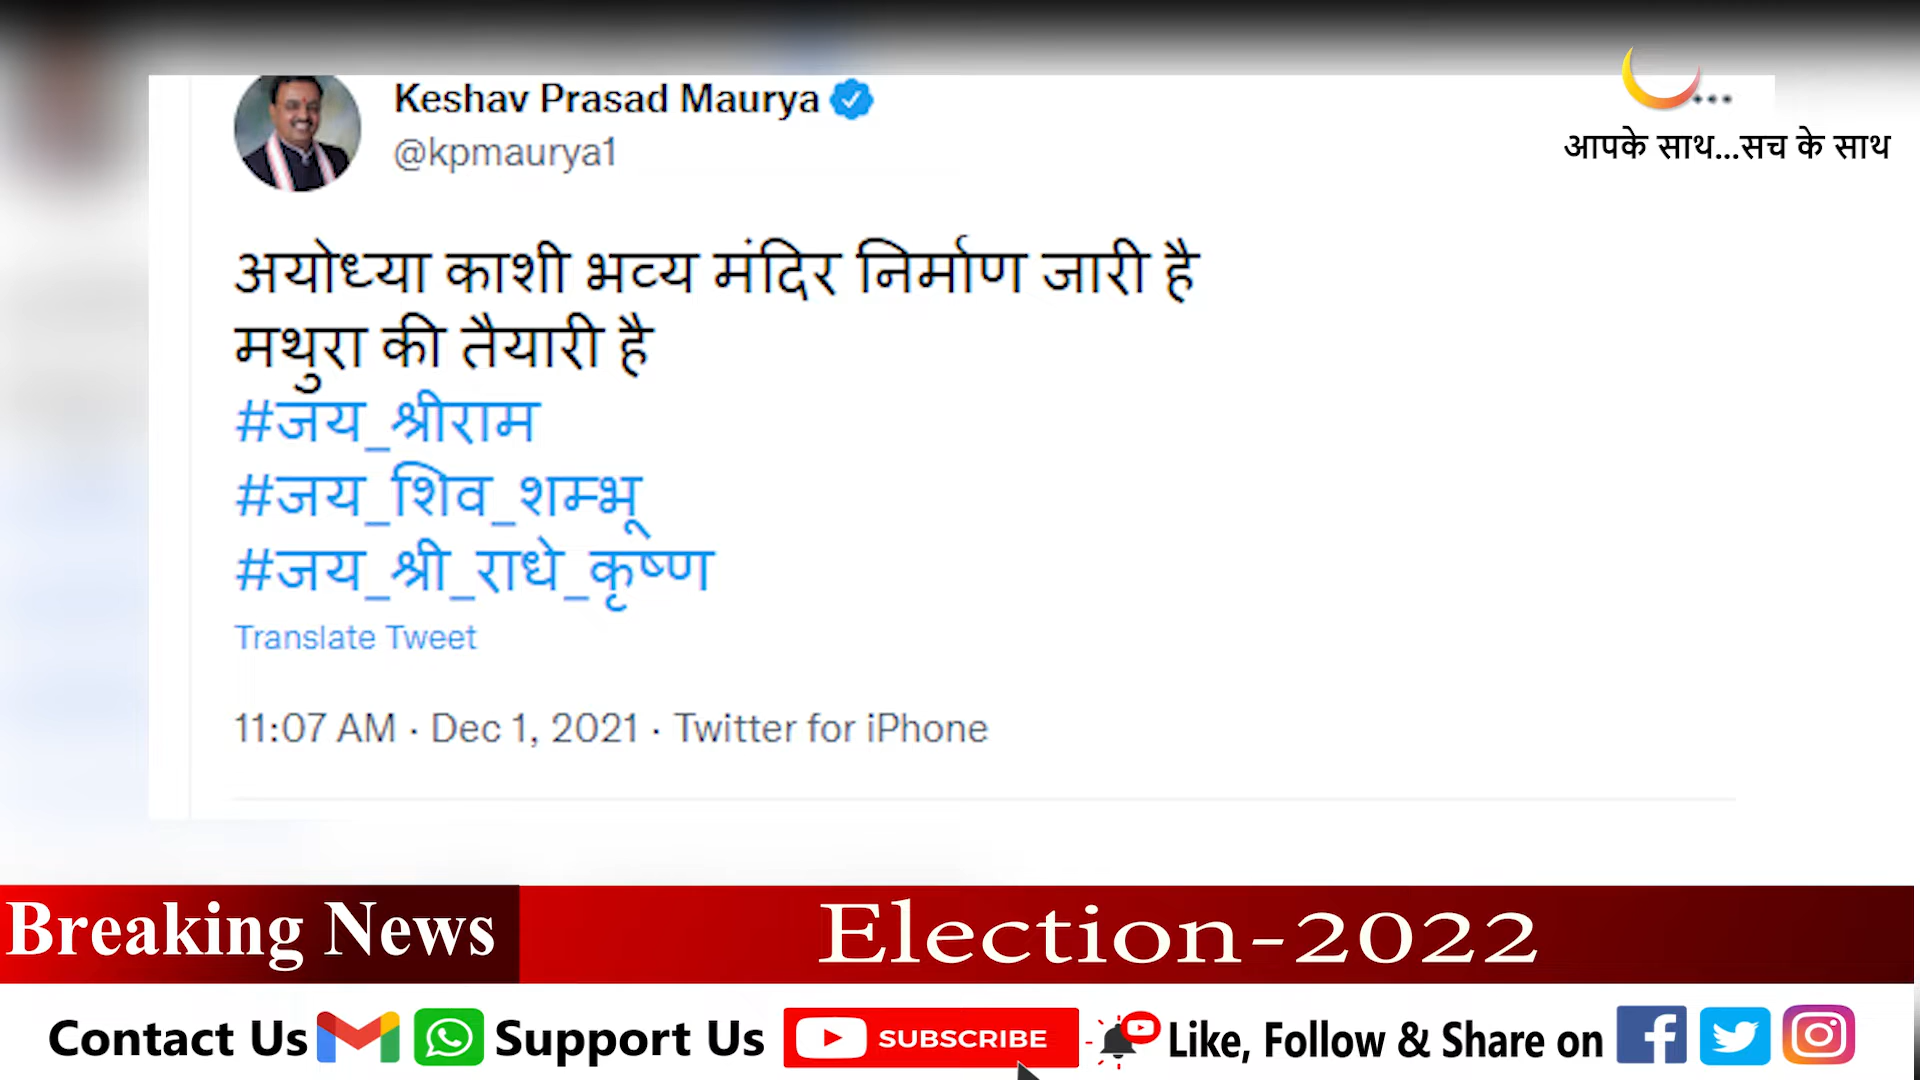 Keshav Prasad Maurya
@kpmaurya1
आपके साथ...सच के साथ
अयोध्या काशी भव्य मंदिर निर्माण जारी है
मथुरा की तैयारी है
#जय_श्रीराम
#जय_शिव_शम्भू
#जय_श्री_राधे_कृष्ण
Translate Tweet
11:07 AM · Dec 1, 2021 · Twitter for iPhone
Breaking News
Election-2022
Contact Us Support Us SUBSCRIBE Like, Follow & Share on